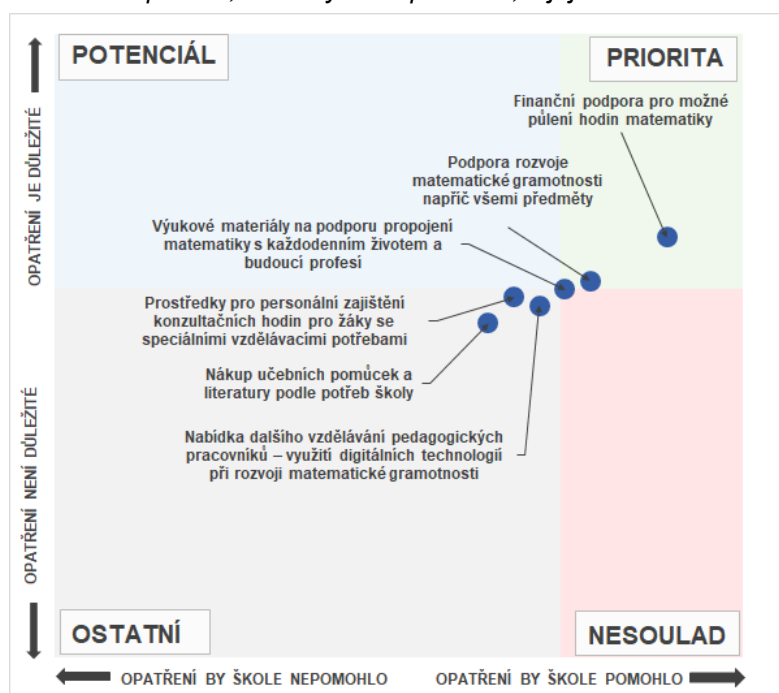 POTENCIÁL
PRIORITA
Finanční podpora pro možné
půlení hodin matematiky
Podpora rozvoje
matematické gramotnosti
napříč všemi předměty
Výukové materiály na podporu propojení
matematiky s každodenním životem a
budoucí profesí
Prostředky pro personální zajištění
konzultačních hodin pro žáky se
speciálními vzdělávacími potřebami
Nákup učebních pomůcek a
literatury podle potřeb školy
Nabídka dalšího vzdělávání pedagogických
pracovníků – využití digitálních technologií
při rozvoji matematické gramotnosti
OPATŘENÍ JE DŮLEŽITÉ
OPATŘENÍ NENÍ DŮLEŽITÉ
OSTATNÍ
NESOULAD
OPATŘENÍ BY ŠKOLE NEPOMOHLO
OPATŘENÍ BY ŠKOLE POMOHLO